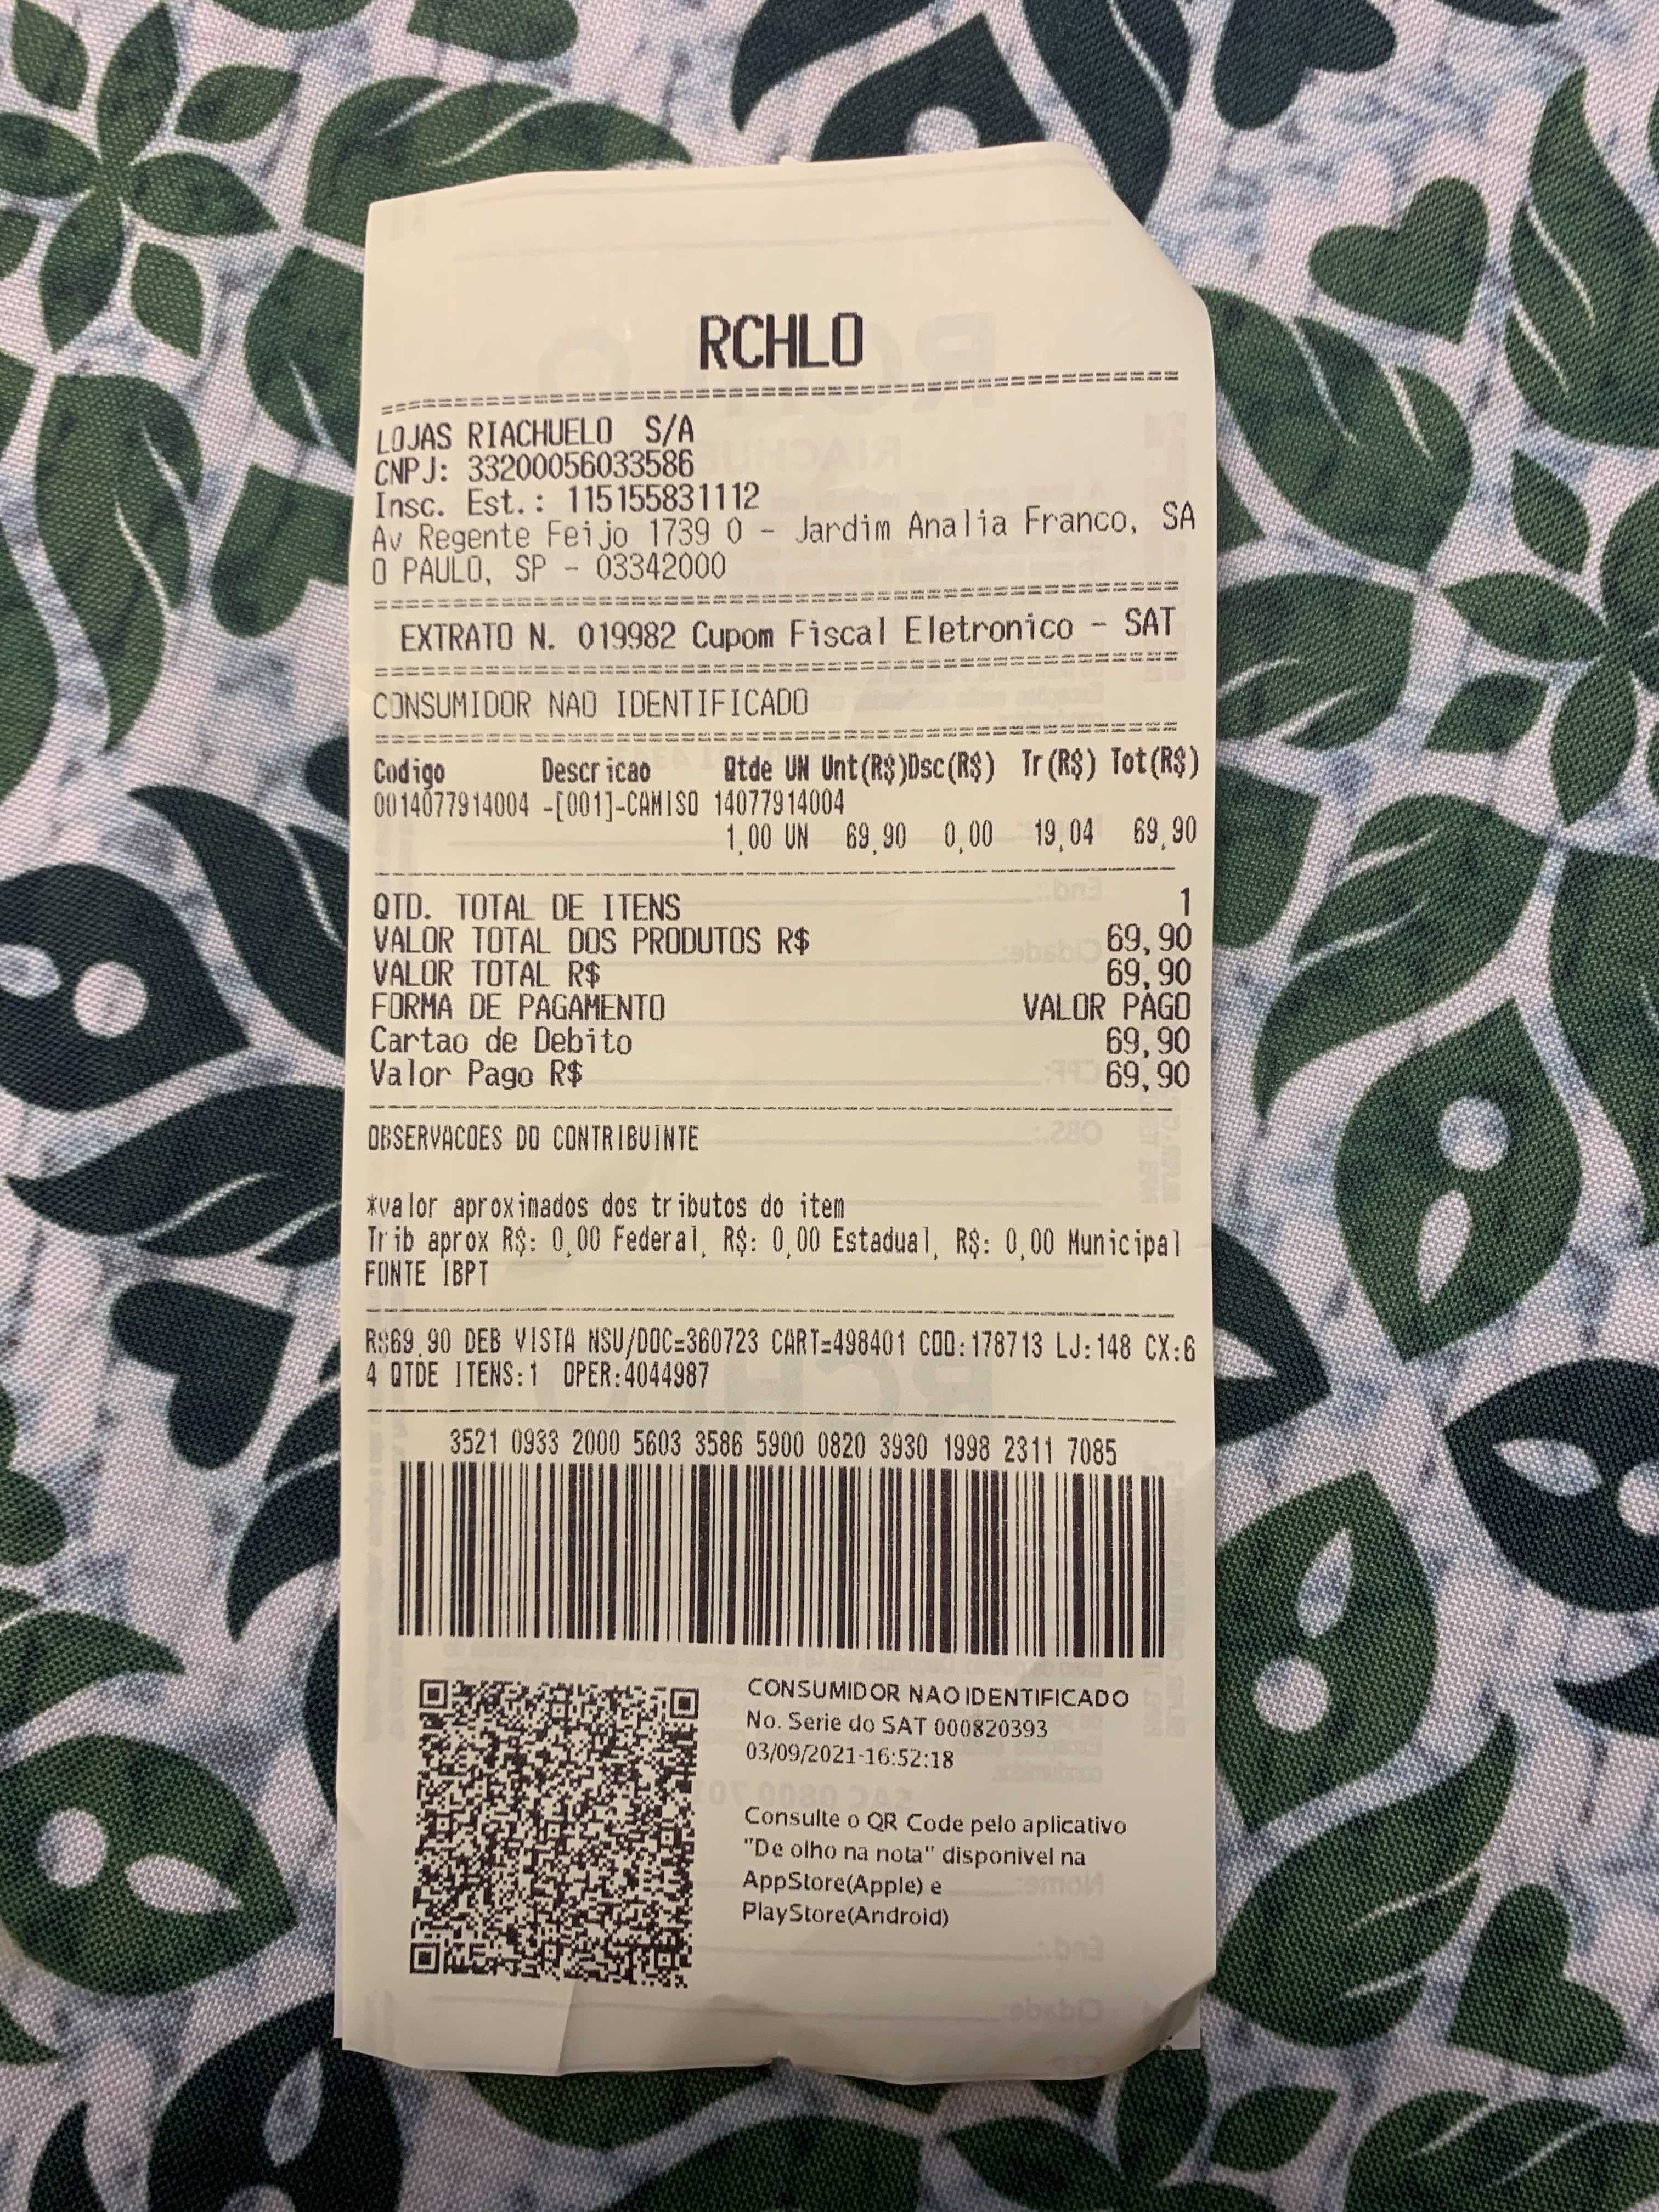 RCHLO
LOJAS RIACHUELO S/A
CNPJ: 33200056033586
Insc. Est.: 115155831112
Av Regente Feijo 1739 0 - Jardim Analia Franco, SA
O PAULO, SP - 03342000
EXTRATO N. 019982 Cupom Fiscal Eletronico - SAT
CONSUMIDOR NAO IDENTIFICADO
Codigo Descricao Qtde UN Unt(R$)Dsc(R$) Tr(R$) Tot(R$)
0014077914004 -[001]-CAMISO 14077914004
1,00 UN 69,90 0,00 19,04 69,90
QTD. TOTAL DE ITENS 1
VALOR TOTAL DOS PRODUTOS R$ 69,90
VALOR TOTAL R$ 69,90
FORMA DE PAGAMENTO VALOR PAGO
Cartao de Debito 69,90
Valor Pago R$ 69,90
OBSERVACOES DO CONTRIBUINTE
*valor aproximados dos tributos do item
Trib aprox R$: 0,00 Federal, R$: 0,00 Estadual, R$: 0,00 Municipal
FONTE IBPT
R$69,90 DEB VISTA NSU/DOC=360723 CART=498401 COD:178713 LJ:148 CX:6
4 QTDE ITENS:1 OPER:4044987
3521 0933 2000 5603 3586 5900 0820 3930 1998 2311 7085
CONSUMIDOR NAO IDENTIFICADO
No. Serie do SAT 000820393
03/09/2021-16:52:18
Consulte o QR Code pelo aplicativo
"De olho na nota" disponivel na
AppStore(Apple) e
PlayStore(Android)